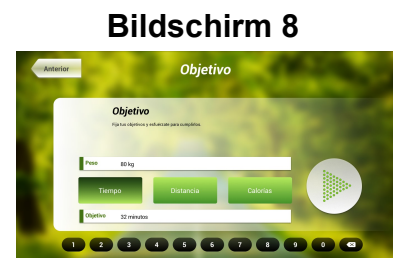 Bildschirm 8
Anterior
Objetivo
Objetivo
Fija tus objetivos y esfuérzate para cumplirlos.
Peso 80 kg
Tiempo Distancia Calorías
Objetivo 32 minutos
1 2 3 4 5 6 7 8 9 0